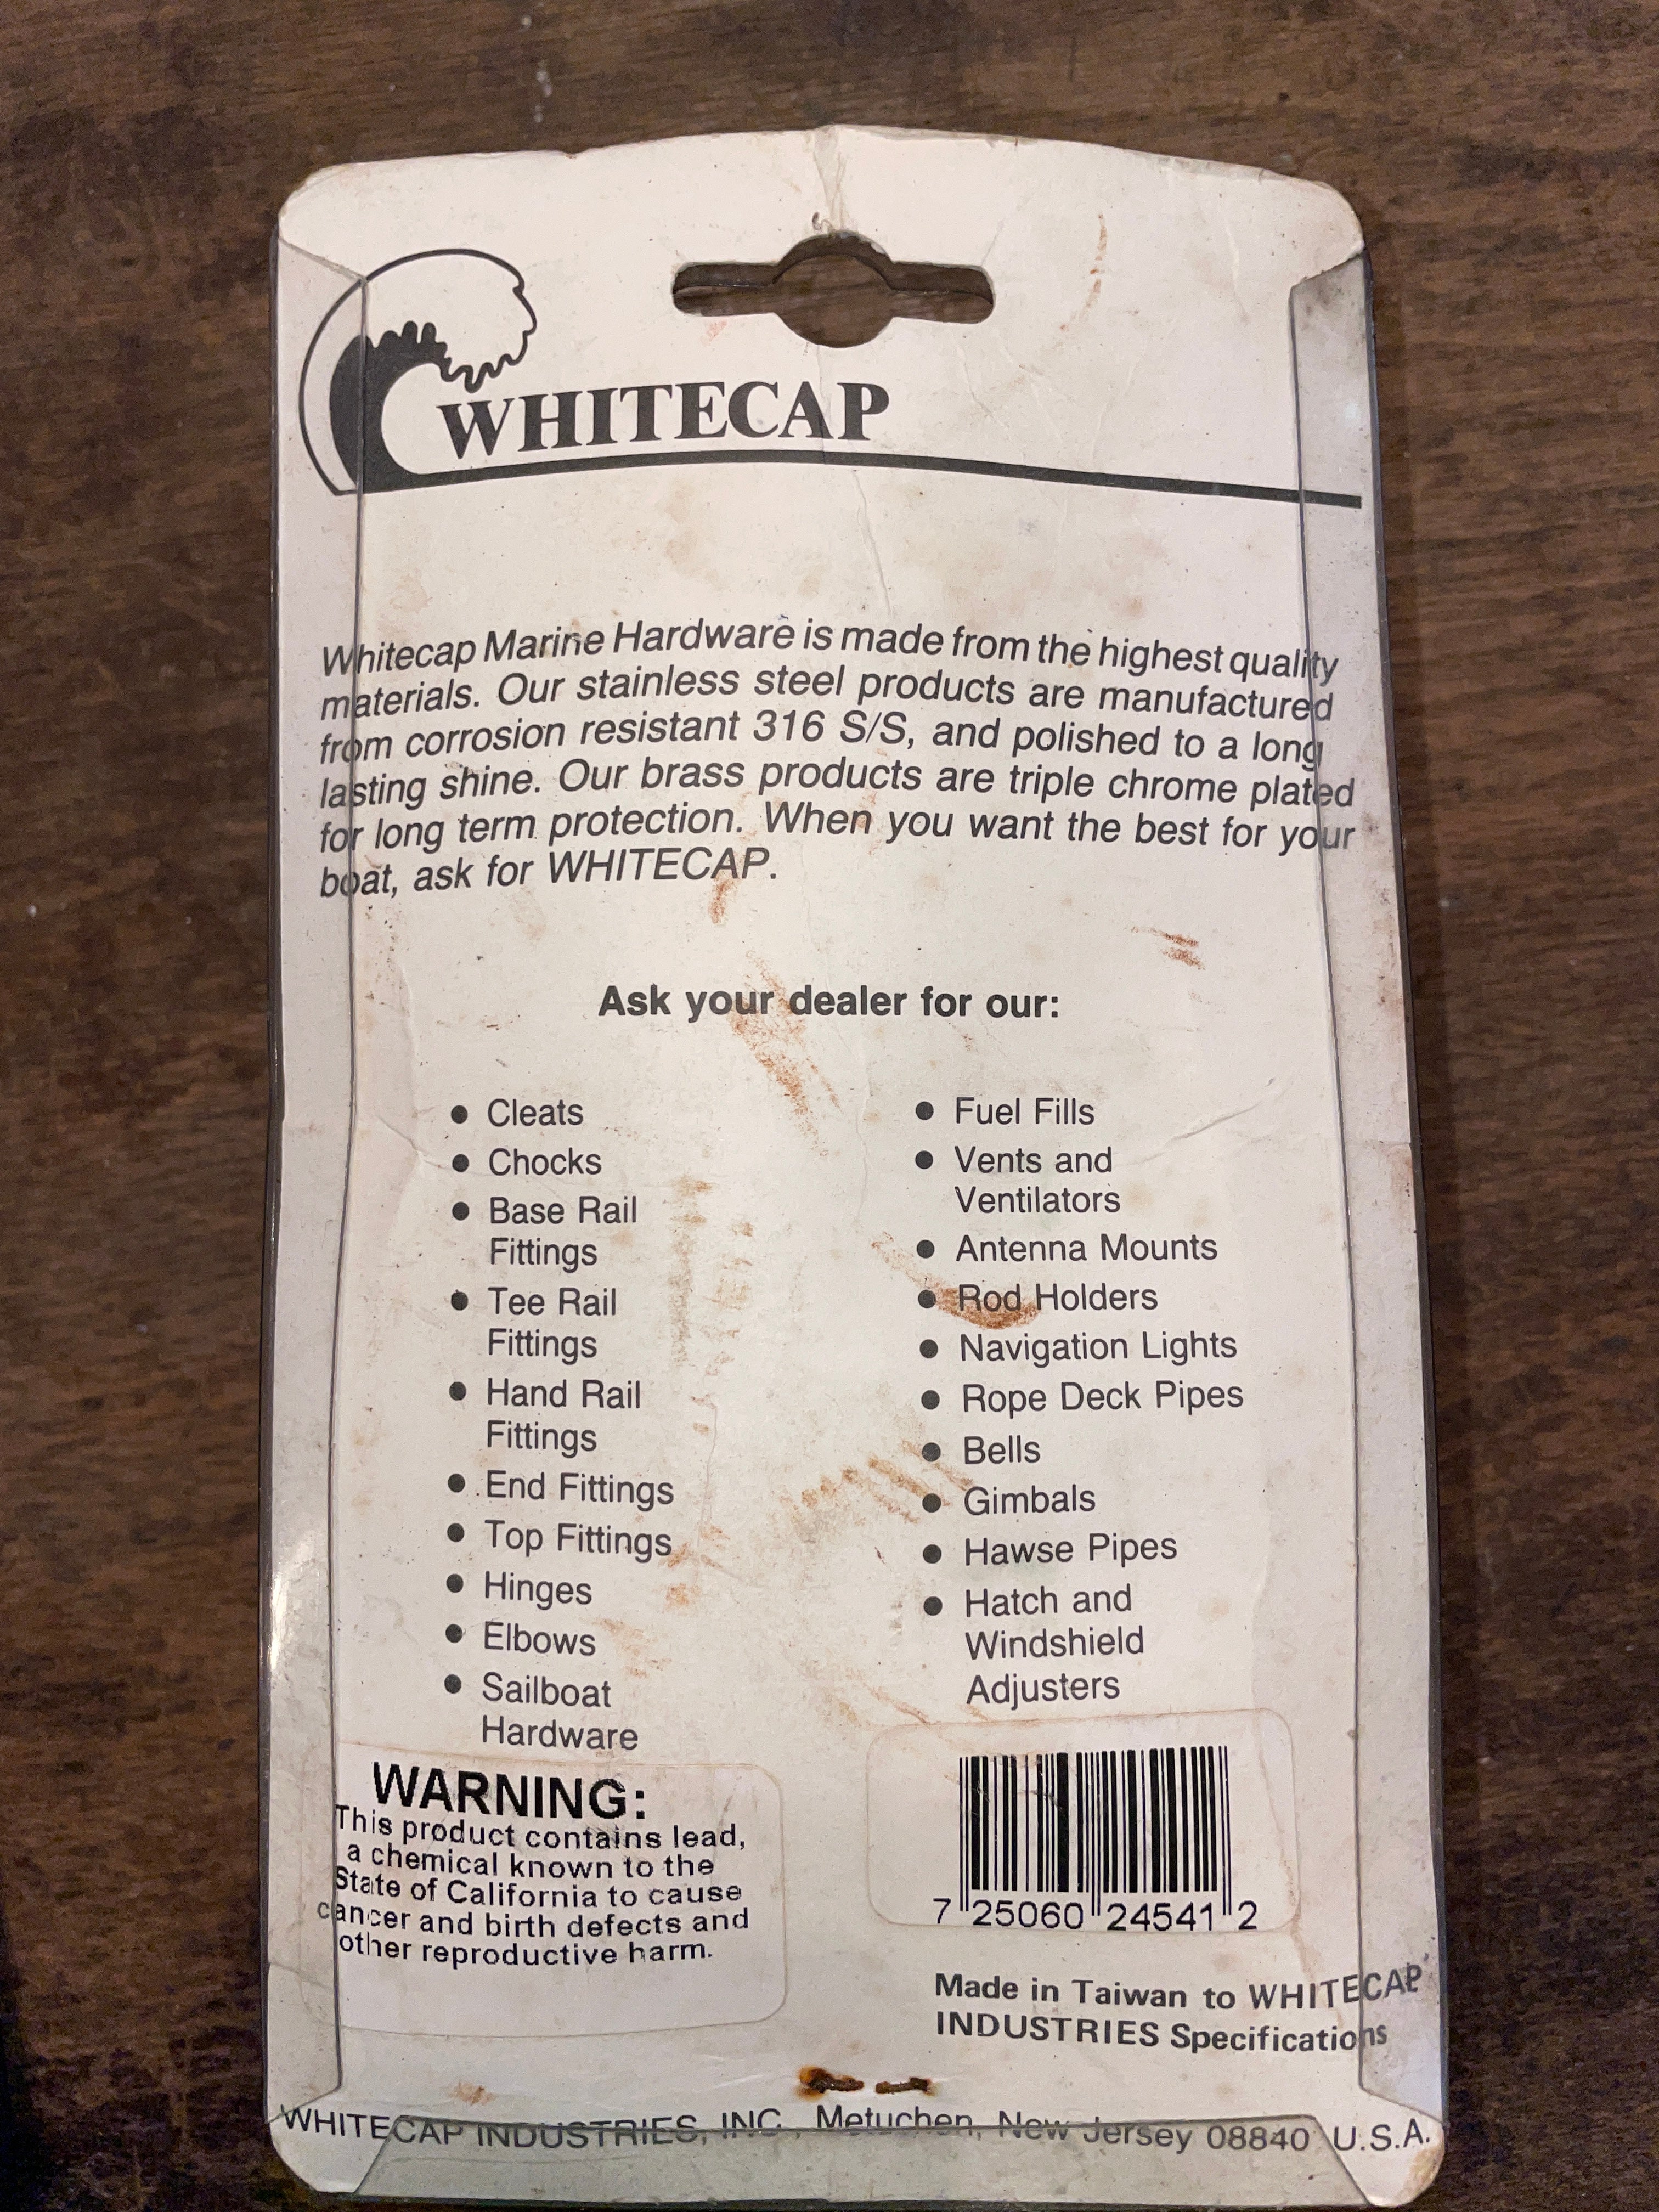 WHITECAP
Whitecap Marine Hardware is made from the highest quality
materials. Our stainless steel products are manufactured
from corrosion resistant 316 S/S, and polished to a long
lasting shine. Our brass products are triple chrome plated
for long term protection. When you want the best for your
boat, ask for WHITECAP.
Ask your dealer for our:
• Cleats
• Chocks
• Base Rail
Fittings
• Tee Rail
Fittings
• Hand Rail
Fittings
• End Fittings
• Top Fittings
• Hinges
• Elbows
• Sailboat
Hardware
• Fuel Fills
• Vents and
Ventilators
• Antenna Mounts
• Rod Holders
• Navigation Lights
• Rope Deck Pipes
• Bells
• Gimbals
• Hawse Pipes
• Hatch and
Windshield
Adjusters
WARNING:
This product contains lead,
a chemical known to the
State of California to cause
cancer and birth defects and
other reproductive harm.
7 25060 24541 2
Made in Taiwan to WHITECAP
INDUSTRIES Specifications
WHITECAP INDUSTRIES, INC., Metuchen, New Jersey 08840 U.S.A.